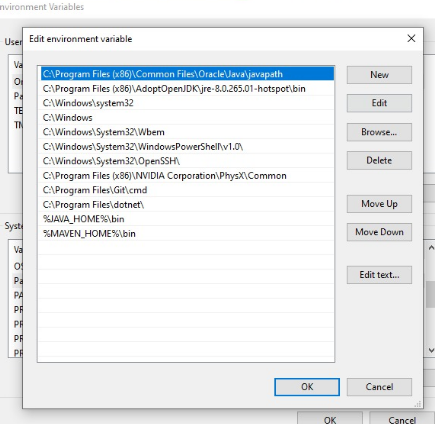 nvironment Variables
Edit environment variable
User
C:\Program Files (x86)\Common Files\Oracle\Java\javapath
New
Va
C:\Program Files (x86)\AdoptOpenJDK\jre-8.0.265.01-hotspot\bin
On
C:\Windows\system32
Edit
Pa
C:\Windows
TE
C:\Windows\System32\Wbem
Browse...
TN
C:\Windows\System32\WindowsPowerShell\v1.0\
C:\Windows\System32\OpenSSH\
Delete
C:\Program Files (x86)\NVIDIA Corporation\PhysX\Common
C:\Program Files\Git\cmd
C:\Program Files\dotnet\
Move Up
%JAVA_HOME%\bin
Syste
%MAVEN_HOME%\bin
Move Down
Va
OS
Edit text...
Pa
PA
PR
PF
PR
PR
OK
Cancel
OK
Cancel